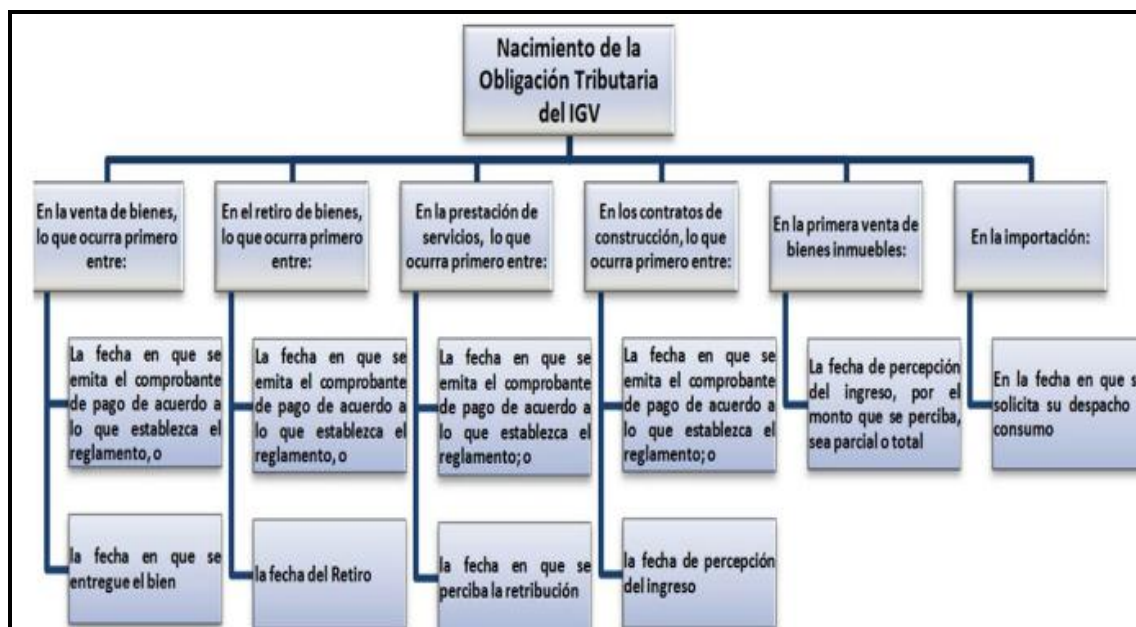 Nacimiento de la
Obligación Tributaria
del IGV
En la venta de bienes,
lo que ocurra primero
entre:
En el retiro de bienes,
lo que ocurra primero
entre:
En la prestación de
servicios, lo que
ocurra primero entre:
En los contratos de
construcción, lo que
ocurra primero entre:
En la primera venta de
bienes inmuebles:
En la importación:
La fecha en que se
emita el comprobante
de pago de acuerdo a
lo que establezca el
reglamento, o
La fecha en que se
emita el comprobante
de pago de acuerdo a
lo que establezca el
reglamento, o
La fecha en que se
emita el comprobante
de pago de acuerdo a
lo que establezca el
reglamento; o
La fecha en que se
emita el comprobante
de pago de acuerdo a
lo que establezca el
reglamento; o
La fecha de percepción
del ingreso, por el
monto que se perciba,
sea parcial o total
En la fecha en que s
solicita su despacho
consumo
la fecha en que se
entregue el bien
la fecha del Retiro
la fecha en que se
perciba la retribución
la fecha de percepción
del ingreso